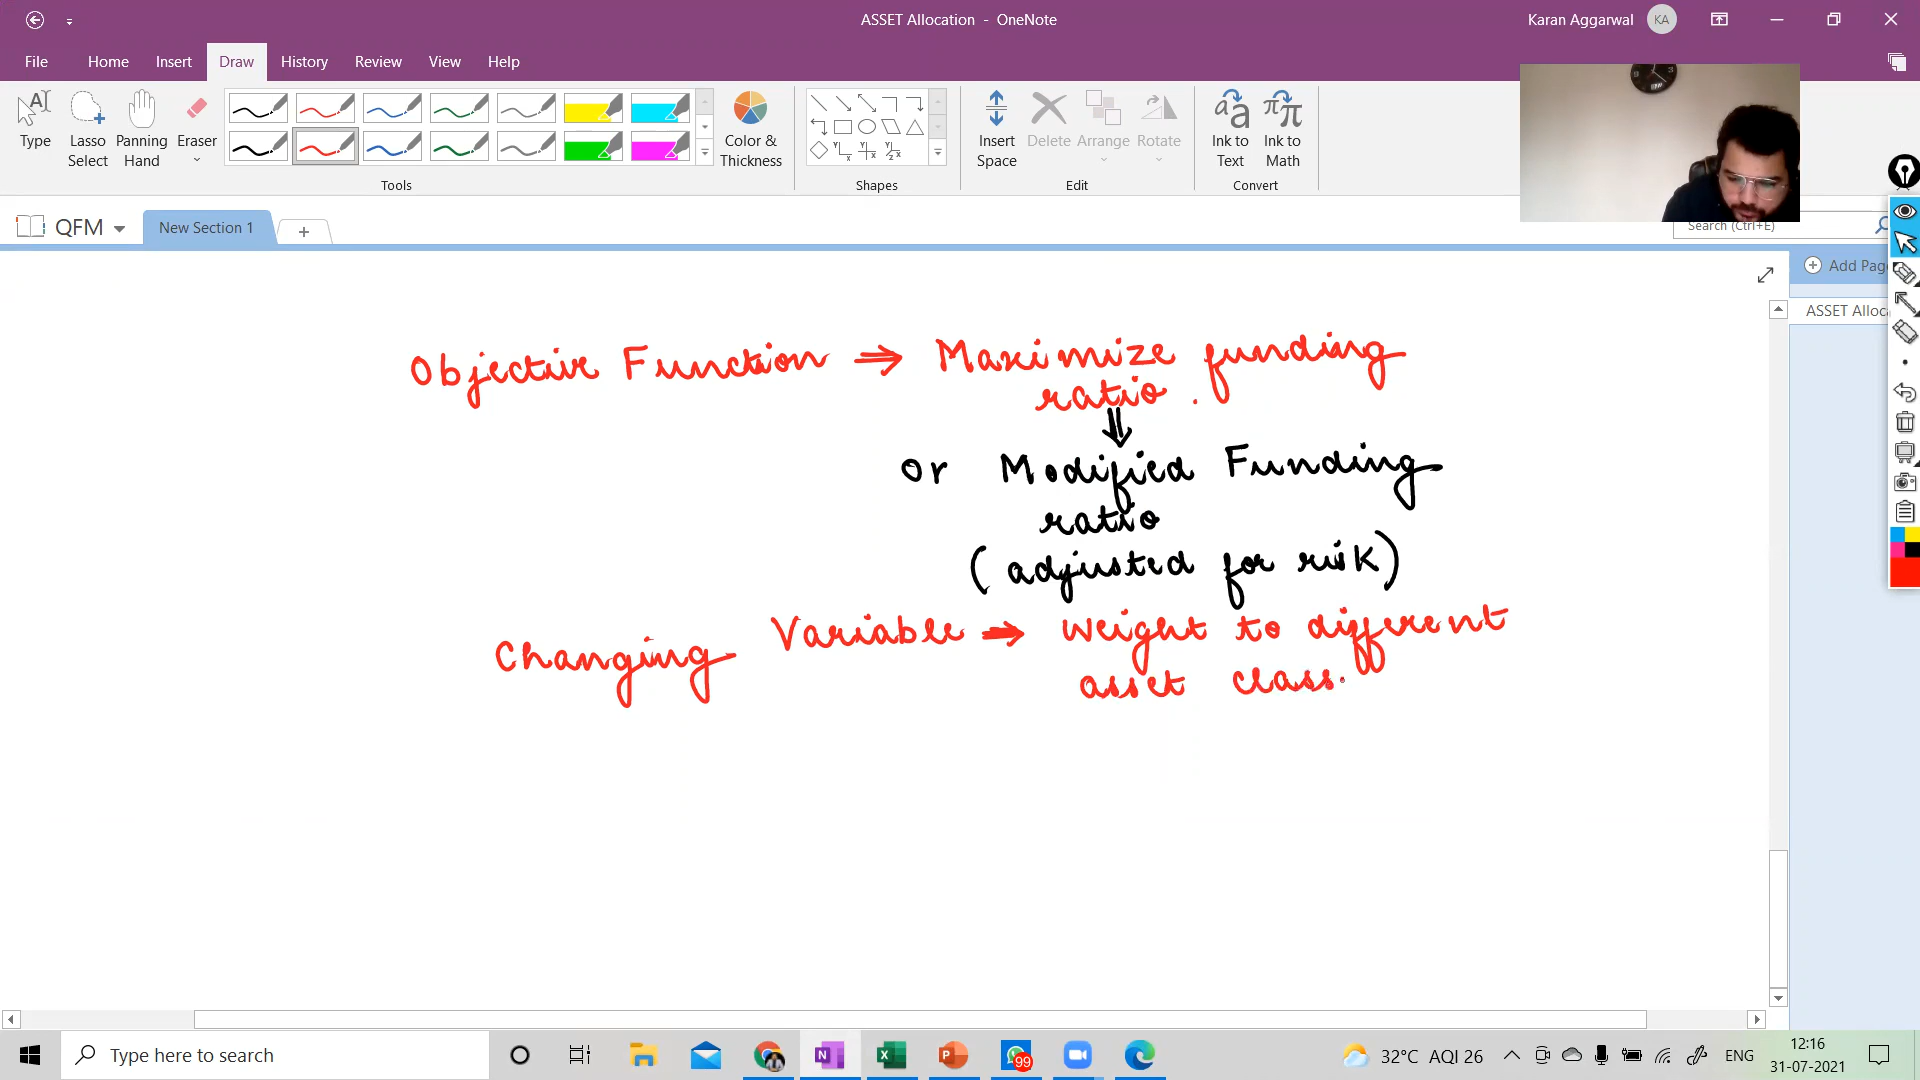 ASSET Allocation - OneNote
Karan Aggarwal KA
File Home Insert Draw History Review View Help
Type
Lasso Select
Panning Hand
Eraser
Color & Thickness
Insert Space
Delete
Arrange
Rotate
Ink to Text
Ink to Math
Tools
Shapes
Edit
Convert
QFM
New Section 1
Search (Ctrl+E)
Add Pag
ASSET Alloca
Objective Function ⇒ Maximize funding
ratio.
⇓
or Modified Funding
ratio
(adjusted for risk)
Changing Variable → Weight to different
asset class.
Type here to search
99
32°C AQI 26
ENG
12:16
31-07-2021